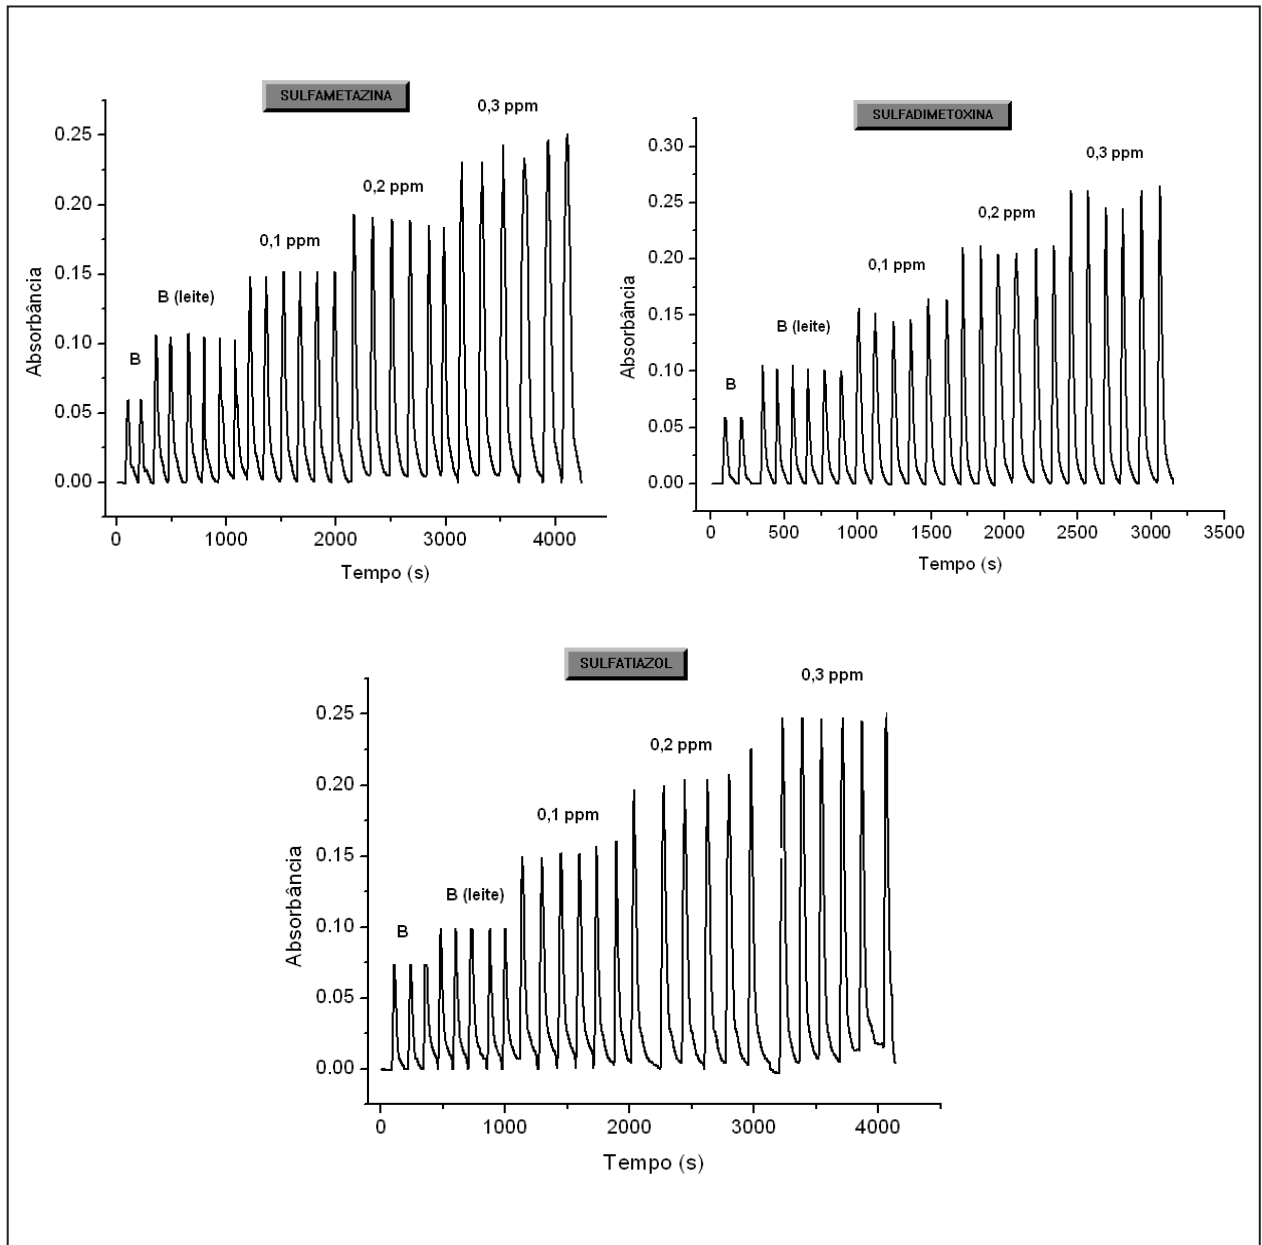 SULFAMETAZINA
0,3 ppm
0,2 ppm
0,1 ppm
B (leite)
B
Absorbância
0.25
0.20
0.15
0.10
0.05
0.00
0 1000 2000 3000 4000
Tempo (s)
SULFADIMETOXINA
0,3 ppm
0,2 ppm
0,1 ppm
B (leite)
B
Absorbância
0.30
0.25
0.20
0.15
0.10
0.05
0.00
0 500 1000 1500 2000 2500 3000 3500
Tempo (s)
SULFATIAZOL
0,3 ppm
0,2 ppm
0,1 ppm
B (leite)
B
Absorbância
0.25
0.20
0.15
0.10
0.05
0.00
0 1000 2000 3000 4000
Tempo (s)